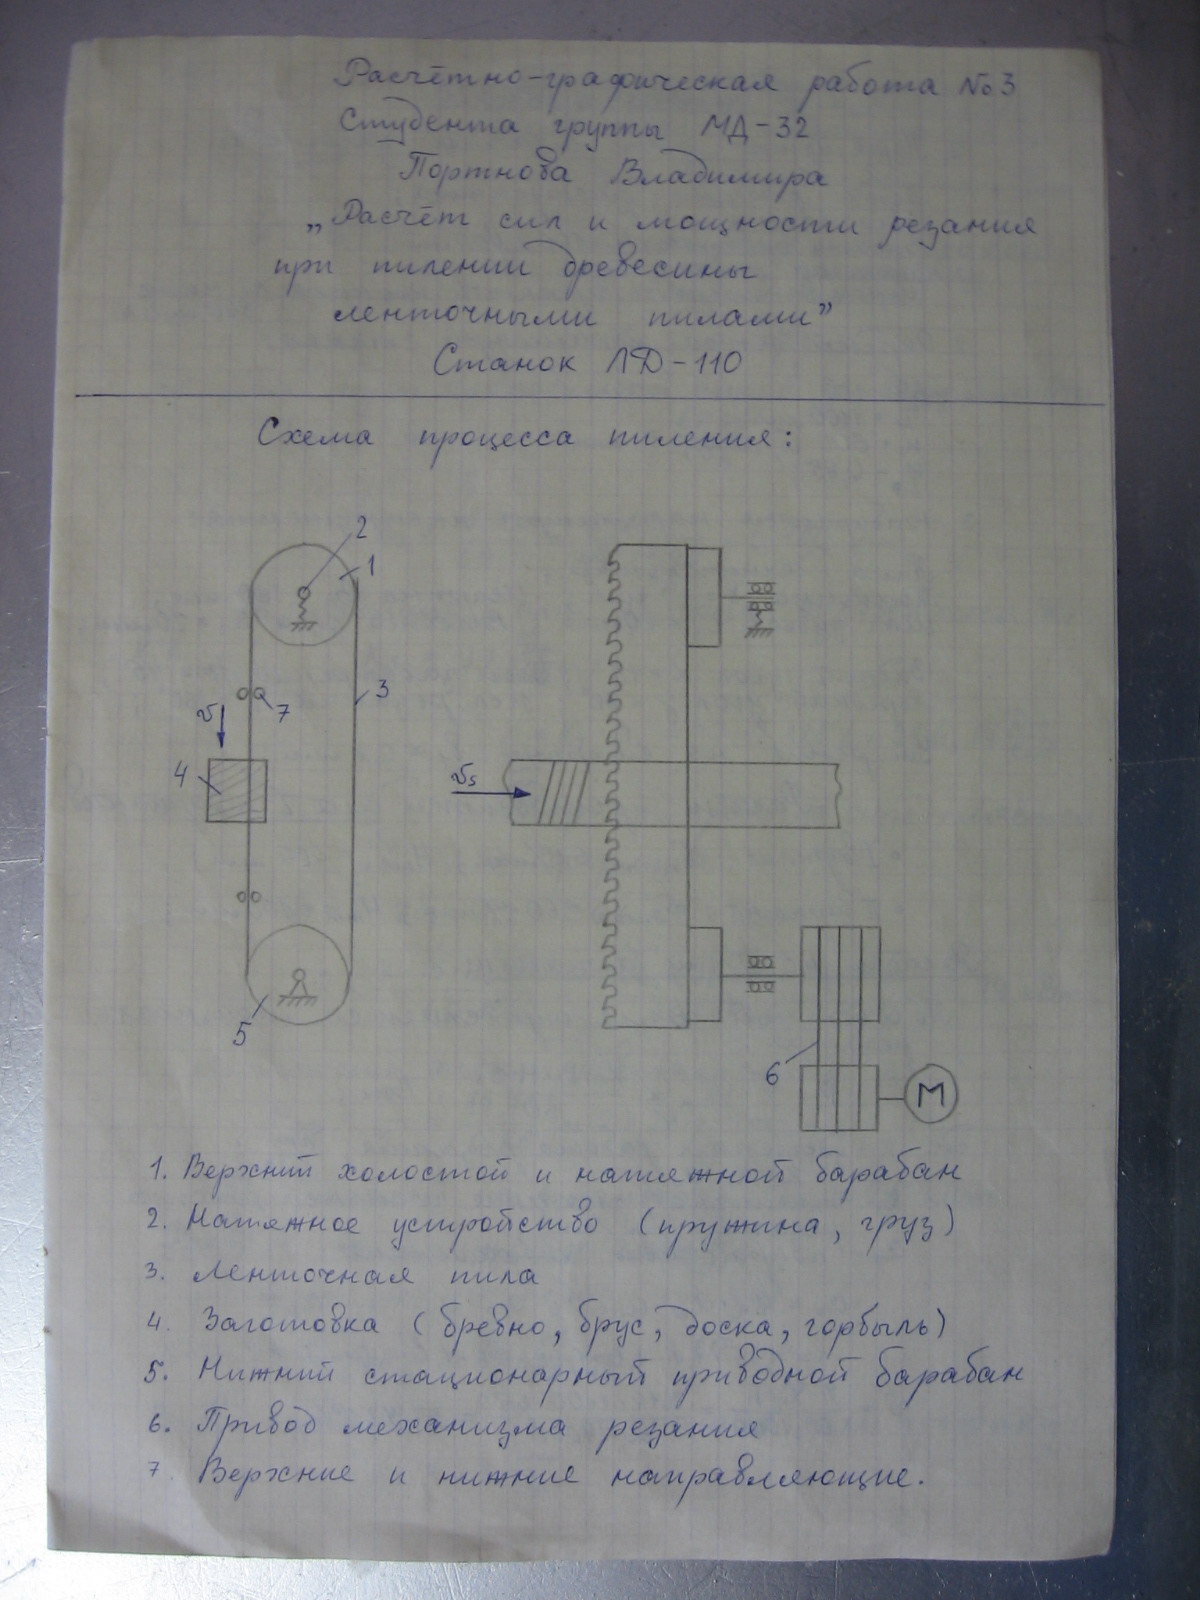 Расчётно-графическая работа №3
Студента группы МД-32
Портнова Владимира
„Расчёт сил и мощности резания
при пилении древесины
ленточными пилами”
Станок ЛД-110
Схема процесса пиления:
2
1
3
7
v
4
vs
5
6
М
1. Верхний холостой и натяжной барабан
2. Натяжное устройство (пружина, груз)
3. Ленточная пила
4. Заготовка (бревно, брус, доска, горбыль)
5. Нижний стационарный приводной барабан
6. Привод механизма резания
7. Верхние и нижние направляющие.